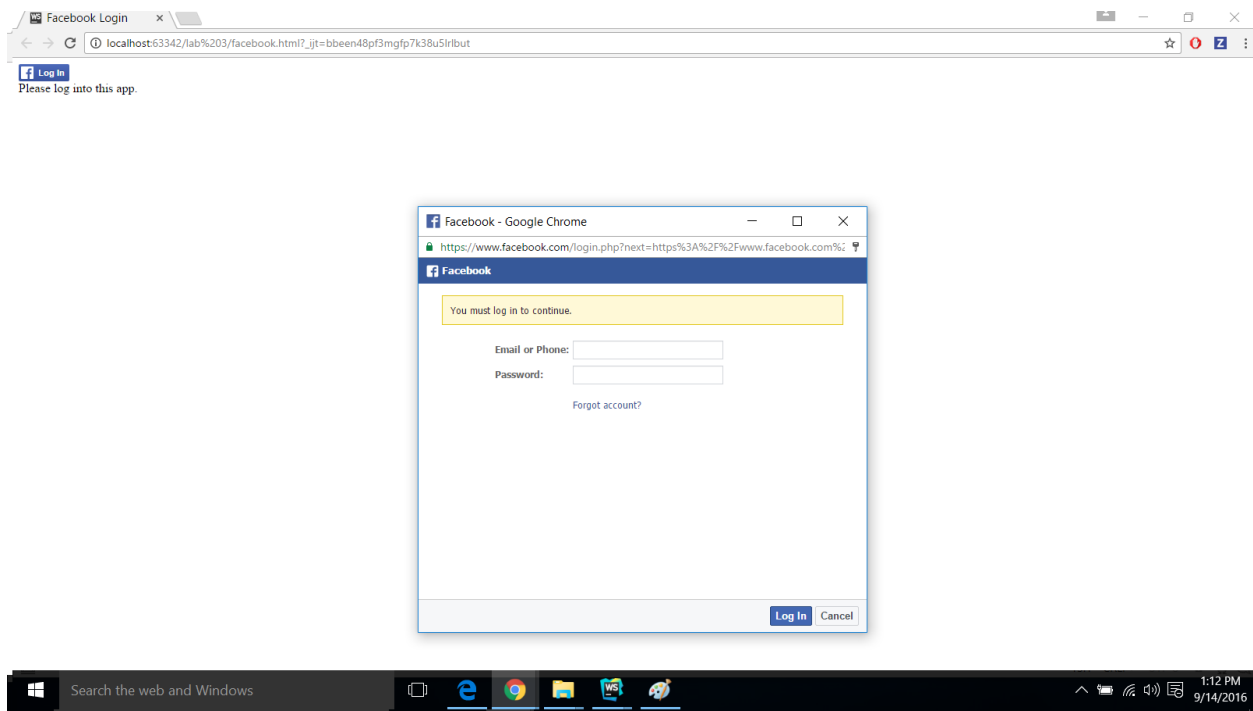 WS Facebook Login
localhost:63342/lab%203/facebook.html?_ijt=bbeen48pf3mgfp7k38u5lrlbut
Z
f Log In
Please log into this app.
Facebook - Google Chrome
https://www.facebook.com/login.php?next=https%3A%2F%2Fwww.facebook.com%2
Facebook
You must log in to continue.
Email or Phone:
Password:
Forgot account?
Log In Cancel
Search the web and Windows
WS
1:12 PM
9/14/2016